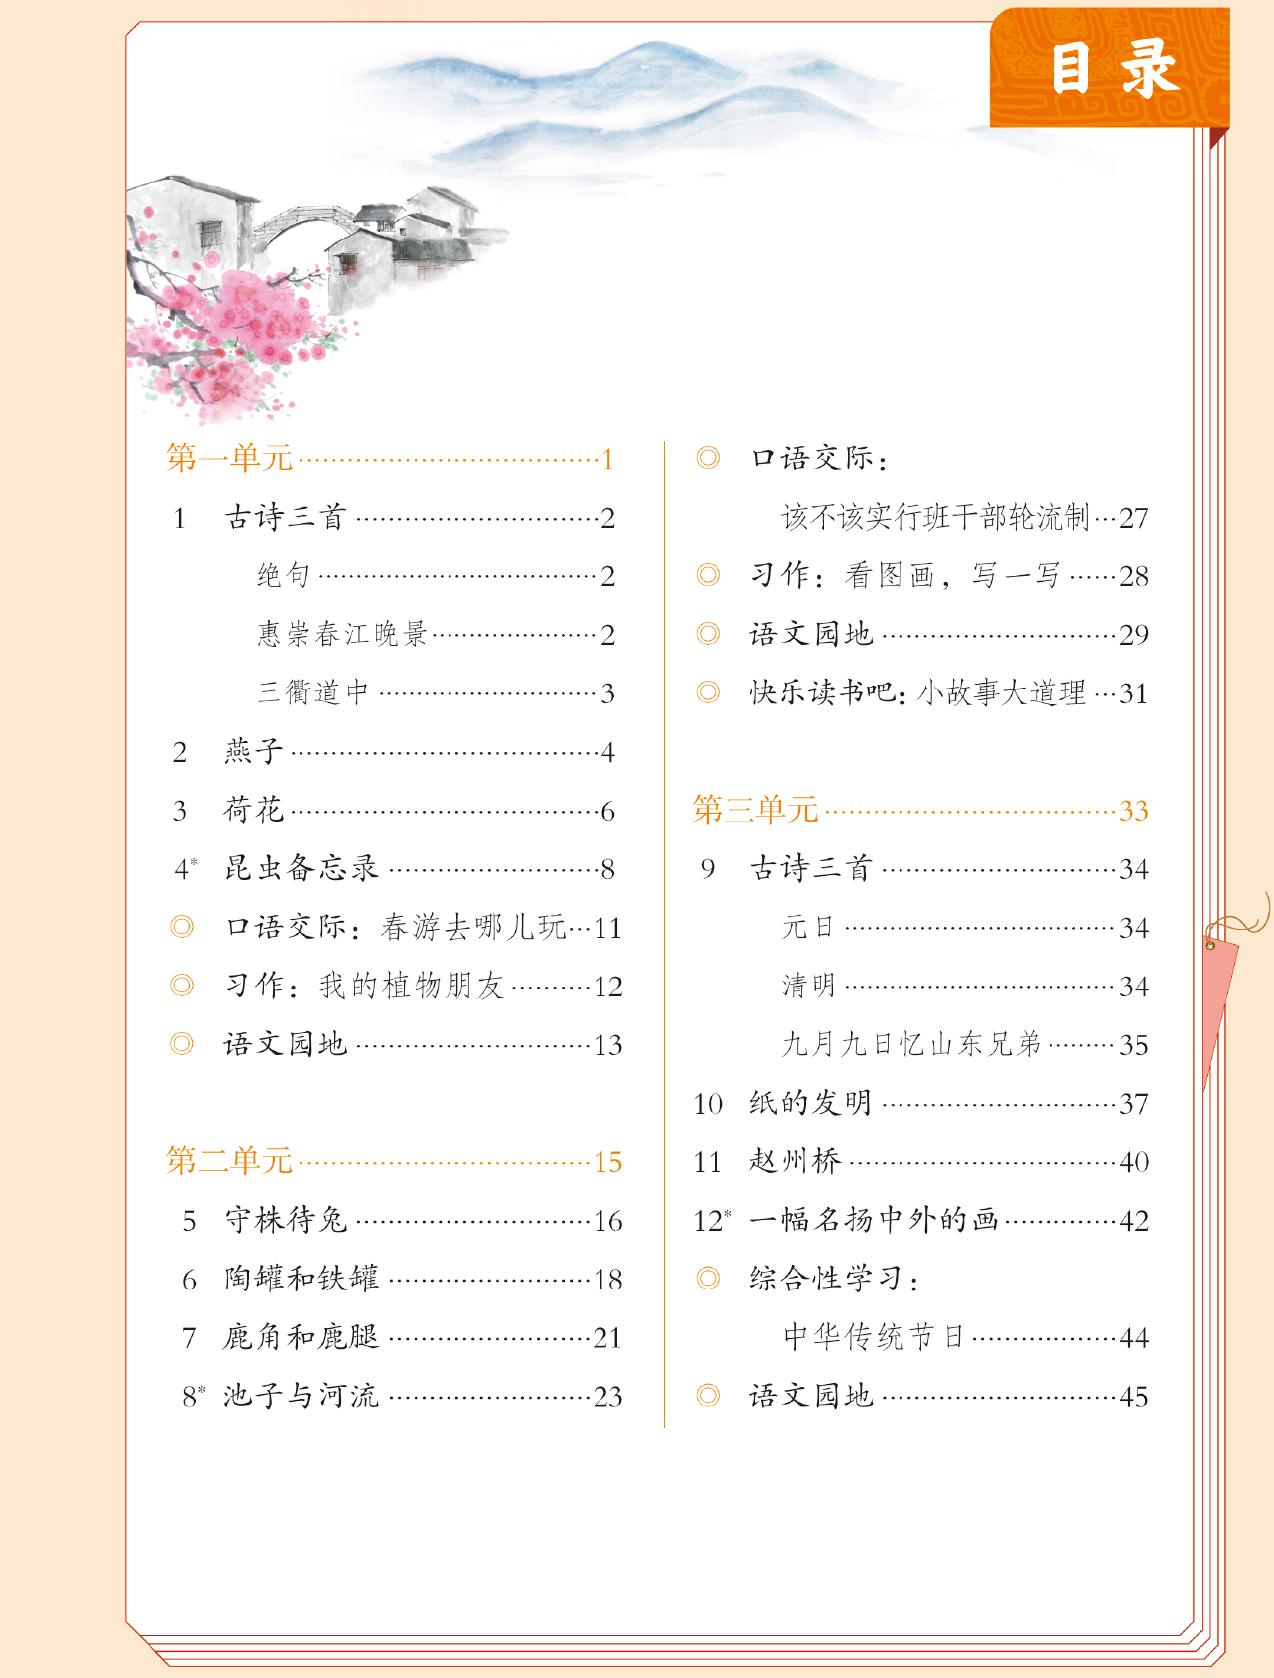 目录
第一单元……………………………1
1 古诗三首………………………2
绝句…………………………2
惠崇春江晚景………………2
三衢道中……………………3
2 燕子……………………………4
3 荷花……………………………6
4* 昆虫备忘录……………………8
◎ 口语交际：春游去哪儿玩…11
◎ 习作：我的植物朋友………12
◎ 语文园地………………………13
第二单元……………………………15
5 守株待兔………………………16
6 陶罐和铁罐……………………18
7 鹿角和鹿腿……………………21
8* 池子与河流……………………23
◎ 口语交际：
该不该实行班干部轮流制…27
◎ 习作：看图画，写一写……28
◎ 语文园地………………………29
◎ 快乐读书吧：小故事大道理…31
第三单元……………………………33
9 古诗三首………………………34
元日…………………………34
清明…………………………34
九月九日忆山东兄弟………35
10 纸的发明………………………37
11 赵州桥…………………………40
12* 一幅名扬中外的画…………42
◎ 综合性学习：
中华传统节日………………44
◎ 语文园地………………………45